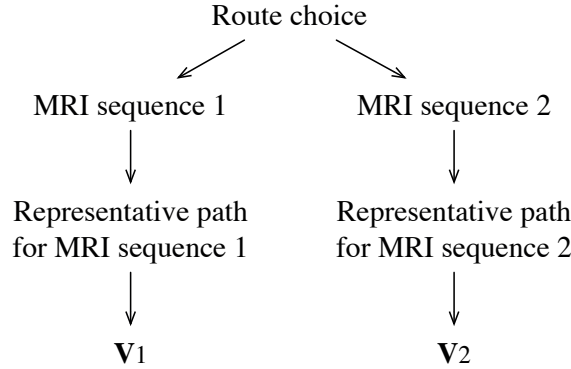 Route choice
MRI sequence 1
MRI sequence 2
Representative path
for MRI sequence 1
Representative path
for MRI sequence 2
V1
V2